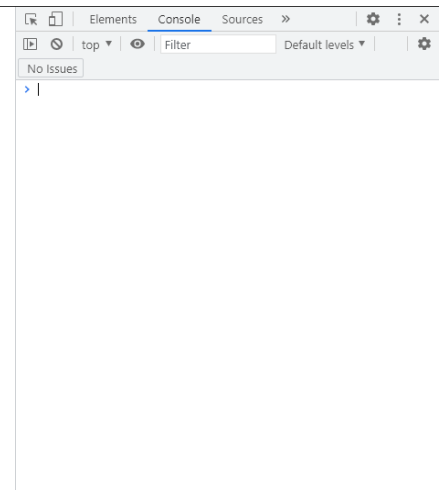 Elements Console Sources »
top ▼ Filter Default levels ▼
No Issues
>